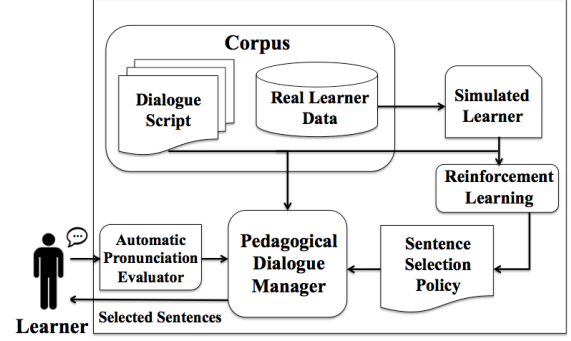 Corpus
Dialogue
Script
Real Learner
Data
Simulated
Learner
Reinforcement
Learning
Automatic
Pronunciation
Evaluator
Pedagogical
Dialogue
Manager
Sentence
Selection
Policy
Learner
Selected Sentences